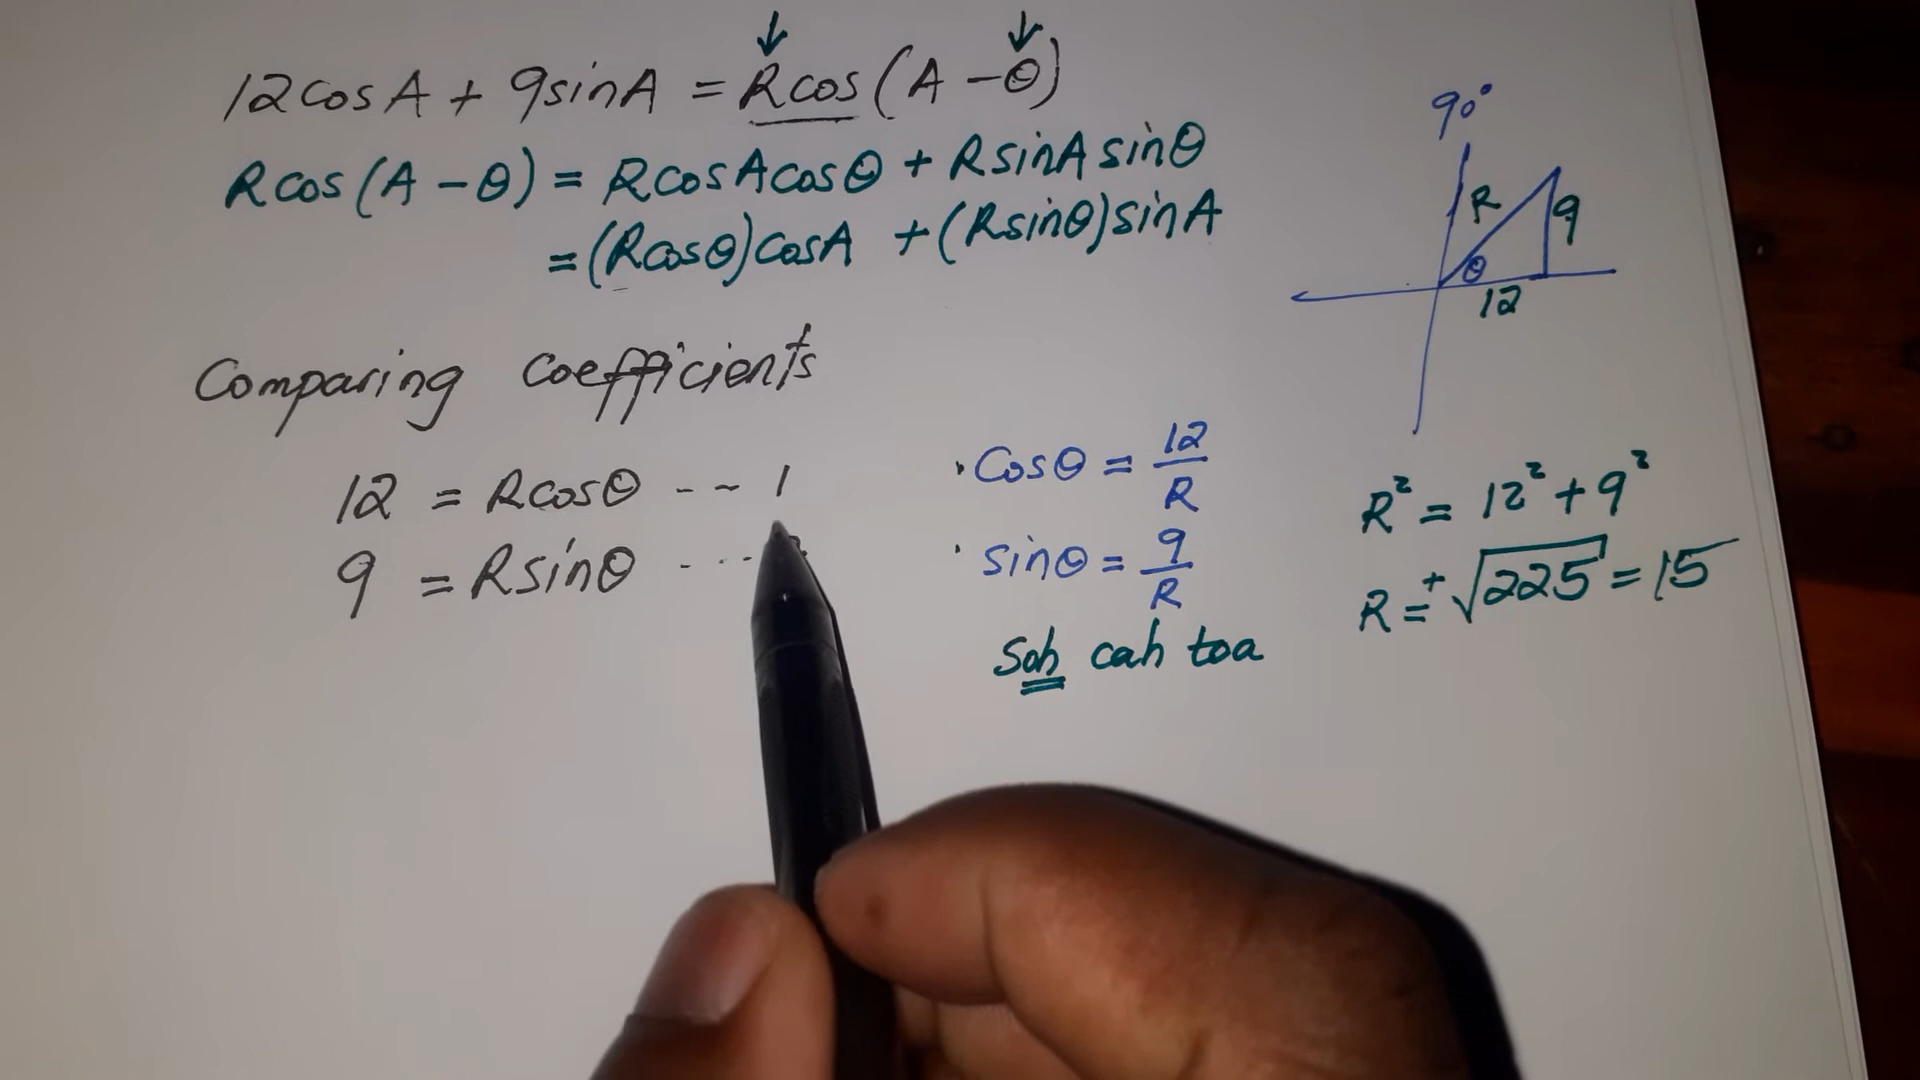 12cosA + 9sinA = Rcos(A - θ)
Rcos(A - θ) = RcosAcosθ + RsinAsinθ
= (Rcosθ)cosA + (Rsinθ)sinA
Comparing coefficients
12 = Rcosθ -- 1
9 = Rsinθ ---
Cosθ = 12/R
sinθ = 9/R
Soh cah toa
90°
R
9
θ
12
R² = 12² + 9²
R = ±√225 = 15